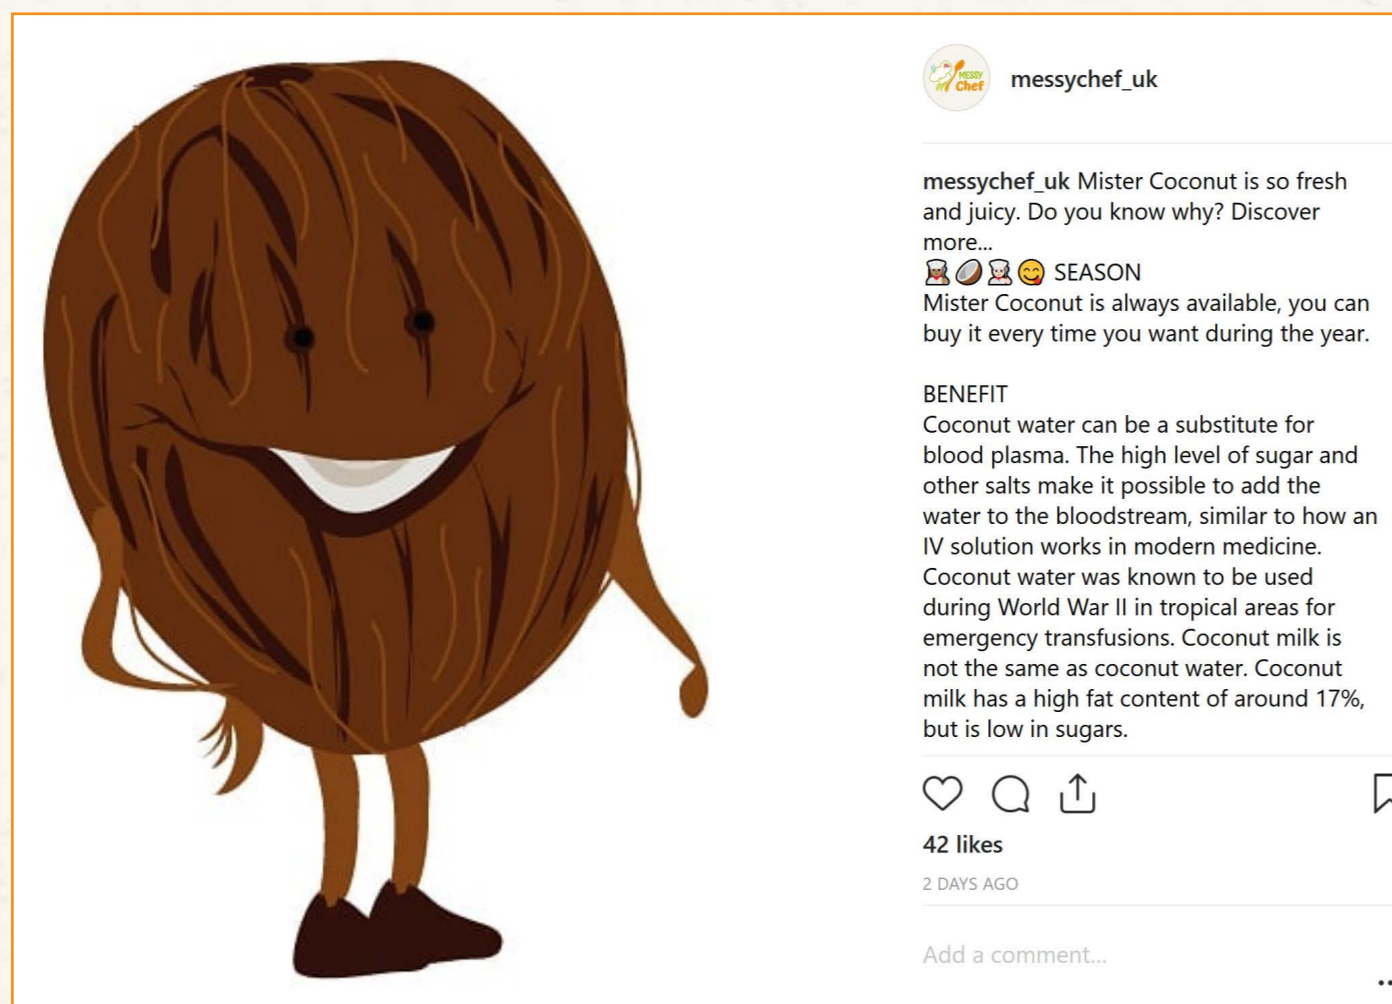 MESSY
Chef
messychef_uk
messychef_uk Mister Coconut is so fresh
and juicy. Do you know why? Discover
more...
👩🏽‍🍳🥥👩🏻‍🍳😋 SEASON
Mister Coconut is always available, you can
buy it every time you want during the year.
BENEFIT
Coconut water can be a substitute for
blood plasma. The high level of sugar and
other salts make it possible to add the
water to the bloodstream, similar to how an
IV solution works in modern medicine.
Coconut water was known to be used
during World War II in tropical areas for
emergency transfusions. Coconut milk is
not the same as coconut water. Coconut
milk has a high fat content of around 17%,
but is low in sugars.
42 likes
2 DAYS AGO
Add a comment...